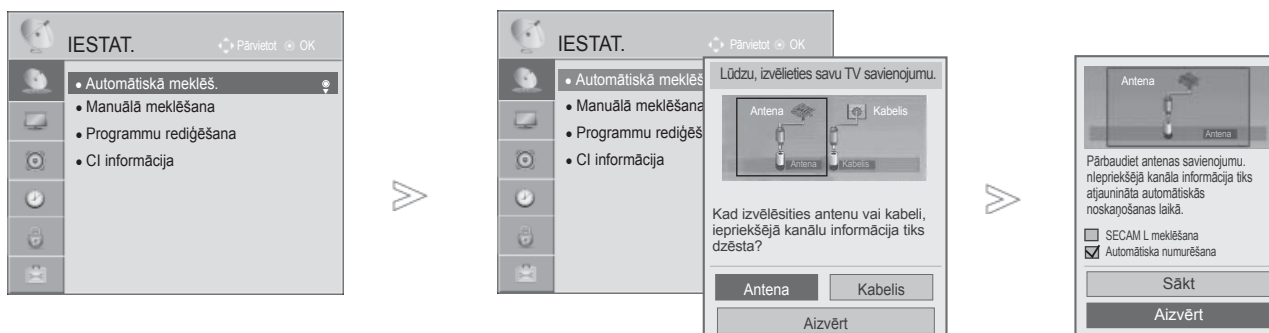 IESTAT.
Pārvietot OK
• Automātiskā meklēš.
• Manuālā meklēšana
• Programmu rediģēšana
• CI informācija
>
IESTAT.
Pārvietot OK
• Automātiskā meklēš
• Manuālā meklēšana
• Programmu rediģēš
• CI informācija
Lūdzu, izvēlieties savu TV savienojumu.
Antena Kabelis
Antena Kabelis
Kad izvēlēsities antenu vai kabeli,
iepriekšējā kanālu informācija tiks
dzēsta?
Antena Kabelis
Aizvērt
>
Antena
Antena
Pārbaudiet antenas savienojumu.
nIepriekšējā kanāla informācija tiks
atjaunināta automātiskās
noskaņošanas laikā.
SECAM L meklēšana
Automātiska numurēšana
Sākt
Aizvērt